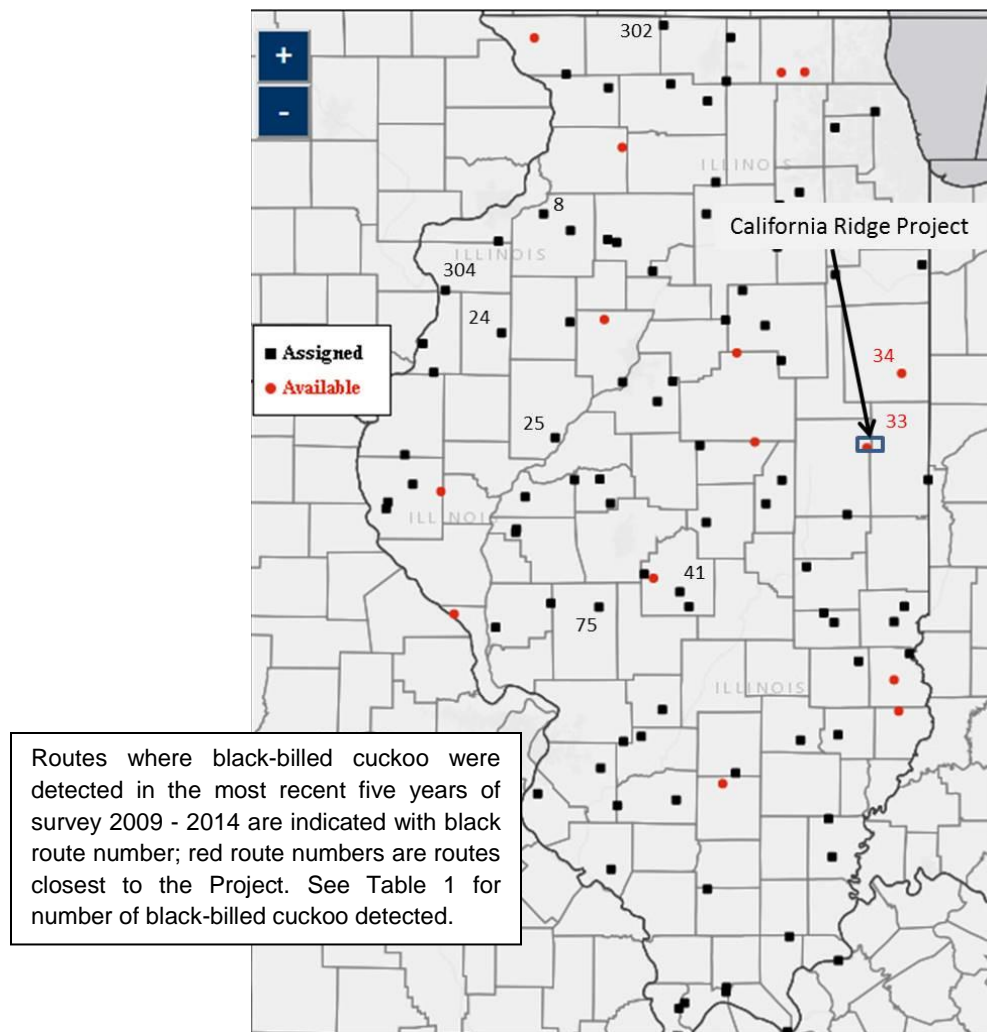 302
+
-
ILLINOIS
8
California Ridge Project
ILLINOIS
304
24
Assigned
Available
34
33
25
ILLINOIS
41
75
ILLINOIS
Routes where black-billed cuckoo were
detected in the most recent five years of
survey 2009 - 2014 are indicated with black
route number; red route numbers are routes
closest to the Project. See Table 1 for
number of black-billed cuckoo detected.